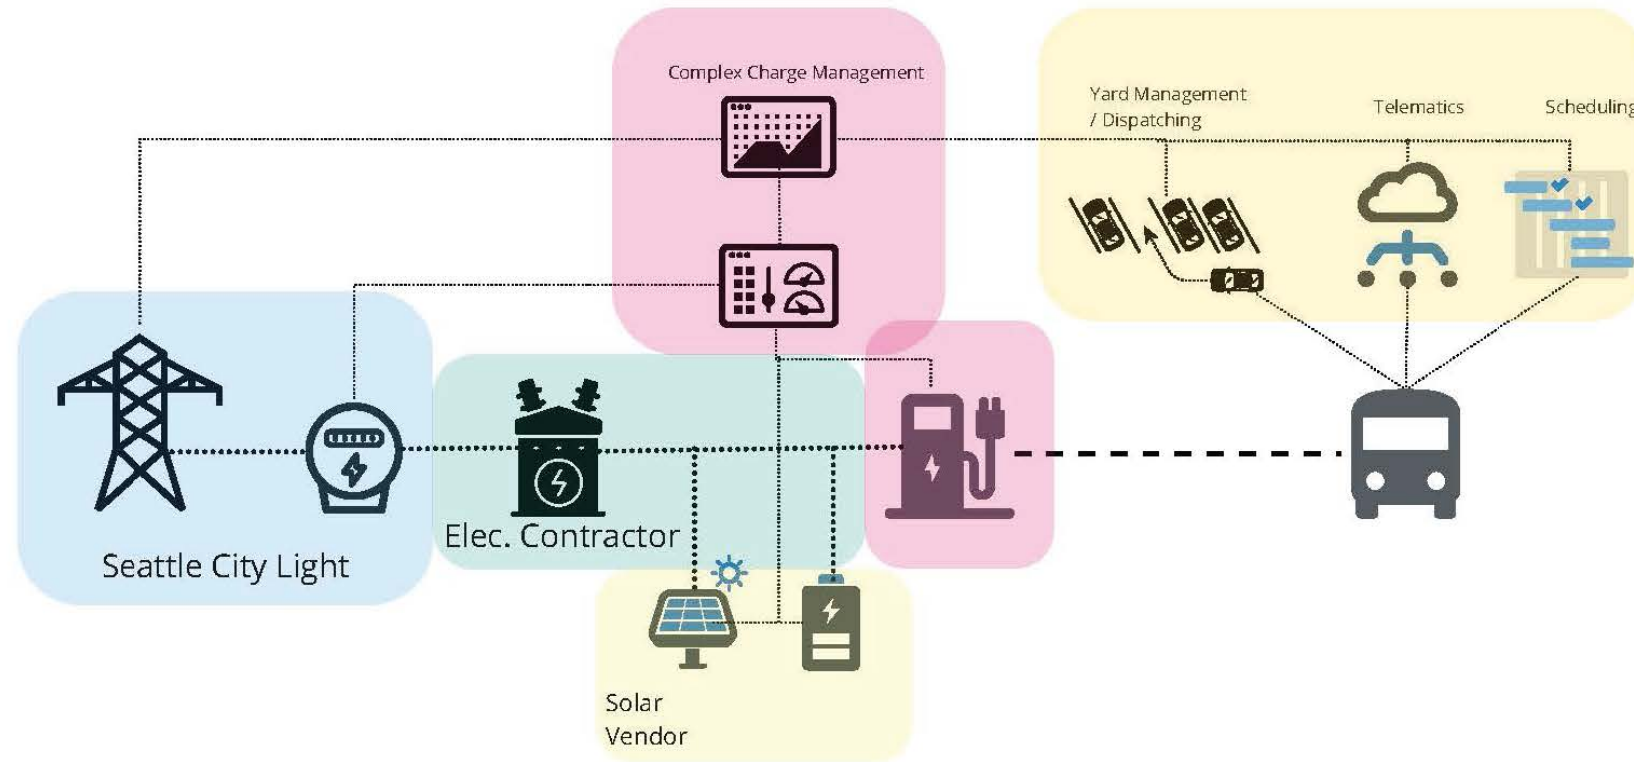 Complex Charge Management
Yard Management
/ Dispatching
Telematics
Scheduling
Elec. Contractor
Seattle City Light
Solar
Vendor